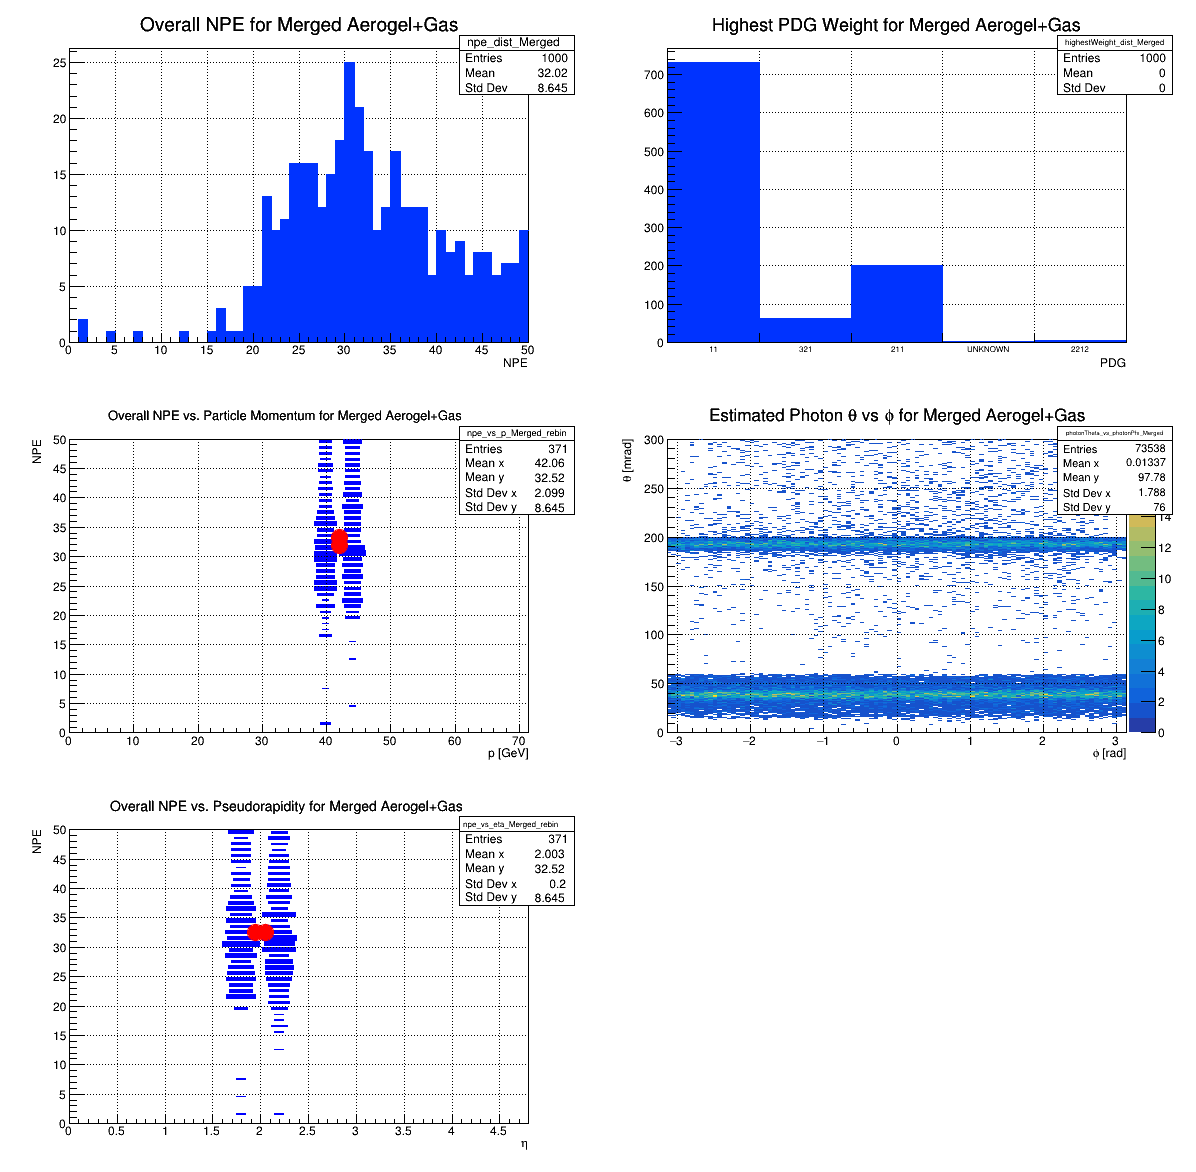 Overall NPE for Merged Aerogel+Gas
npe_dist_Merged
Entries 1000
Mean 32.02
Std Dev 8.645
25
20
15
10
5
0
0 5 10 15 20 25 30 35 40 45 50
NPE
Highest PDG Weight for Merged Aerogel+Gas
highestWeight_dist_Merged
Entries 1000
Mean 0
Std Dev 0
700
600
500
400
300
200
100
0
11 321 211 UNKNOWN 2212
PDG
Overall NPE vs. Particle Momentum for Merged Aerogel+Gas
npe_vs_p_Merged_rebin
Entries 371
Mean x 42.06
Mean y 32.52
Std Dev x 2.099
Std Dev y 8.645
NPE
50
45
40
35
30
25
20
15
10
5
0
0 10 20 30 40 50 60 70
p [GeV]
Estimated Photon θ vs ϕ for Merged Aerogel+Gas
photonTheta_vs_photonPhi_Merged
Entries 73538
Mean x 0.01337
Mean y 97.78
Std Dev x 1.788
Std Dev y 76
θ [mrad]
300
250
200
150
100
50
0
−3 −2 −1 0 1 2 3
ϕ [rad]
14
12
10
8
6
4
2
0
Overall NPE vs. Pseudorapidity for Merged Aerogel+Gas
npe_vs_eta_Merged_rebin
Entries 371
Mean x 2.003
Mean y 32.52
Std Dev x 0.2
Std Dev y 8.645
NPE
50
45
40
35
30
25
20
15
10
5
0
0 0.5 1 1.5 2 2.5 3 3.5 4 4.5
η